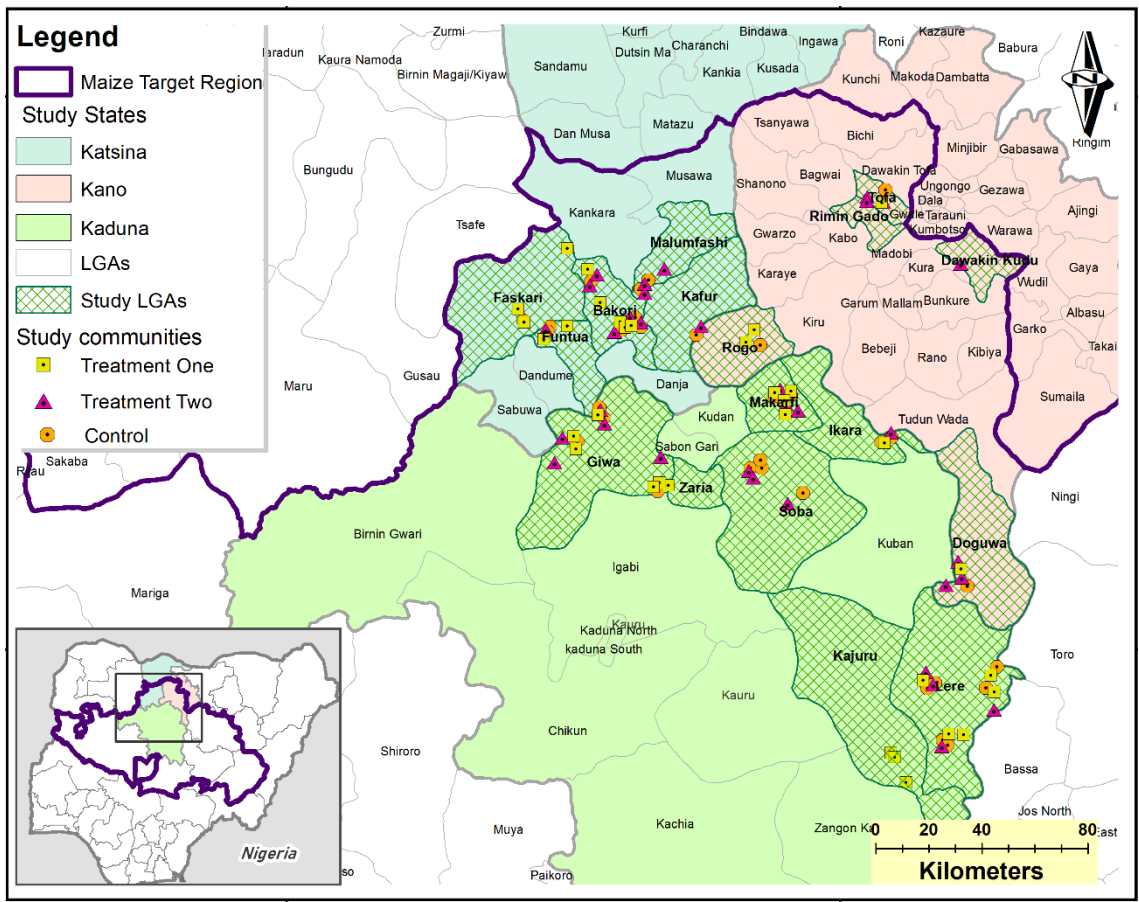 Legend
Maize Target Region
Study States
Katsina
Kano
Kaduna
LGAs
Study LGAs
Study communities
Treatment One
Treatment Two
Control
Zurmi
Kaura Namoda
Birnin Magaji/Kiyaw
Bungudu
Tsafe
Maru
Gusau
Sakaba
Mariga
Kurfi
Dutsin Ma
Charanchi
Bindawa
Ingawa
Sandamu
Kankia
Kusada
Dan Musa
Matazu
Musawa
Kankara
Malumfashi
Faskari
Bakori
Kafur
Funtua
Dandume
Danja
Sabuwa
Roni
Kazaure
Babura
Kunchi
Makoda
Dambatta
N
Ringim
Tsanyawa
Bichi
Minjibir
Gabasawa
Shanono
Bagwai
Dawakin Tofa
Ungongo
Gezawa
Tofa
Dala
Rimin Gado
Gwale
Tarauni
Ajingi
Gwarzo
Kabo
Kumbotso
Warawa
Madobi
Dawakin Kudu
Karaye
Kura
Wudil
Gaya
Garum Mallam
Bunkure
Kiru
Garko
Albasu
Bebeji
Rano
Kibiya
Takai
Rogo
Sumaila
Tudun Wada
Makarfi
Kudan
Ikara
Sabon Gari
Giwa
Zaria
Soba
Ningi
Birnin Gwari
Kuban
Doguwa
Igabi
Kauru
Kaduna North
kaduna South
Kajuru
Lere
Toro
Kauru
Chikun
Shiroro
Bassa
Kachia
Zangon Ka
Muya
Paikoro
so
Jos North
East
Nigeria
0 20 40 80
Kilometers